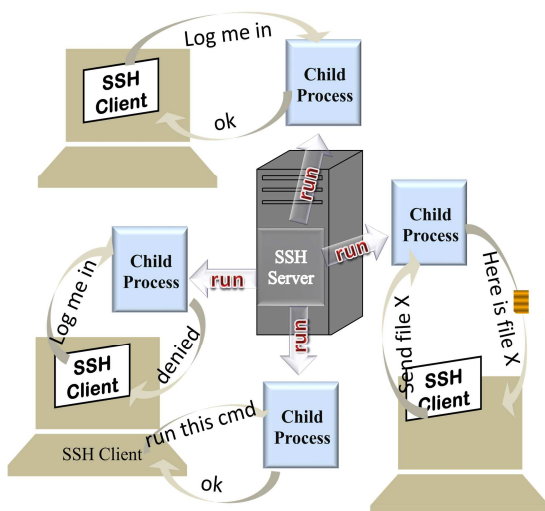 Log me in
SSH
Client
Child
Process
ok
run
SSH
Server
run
run
run
Child
Process
Here is file X
Send file X
SSH
Client
Child
Process
Log me in
denied
SSH
Client
SSH Client
run this cmd
Child
Process
ok